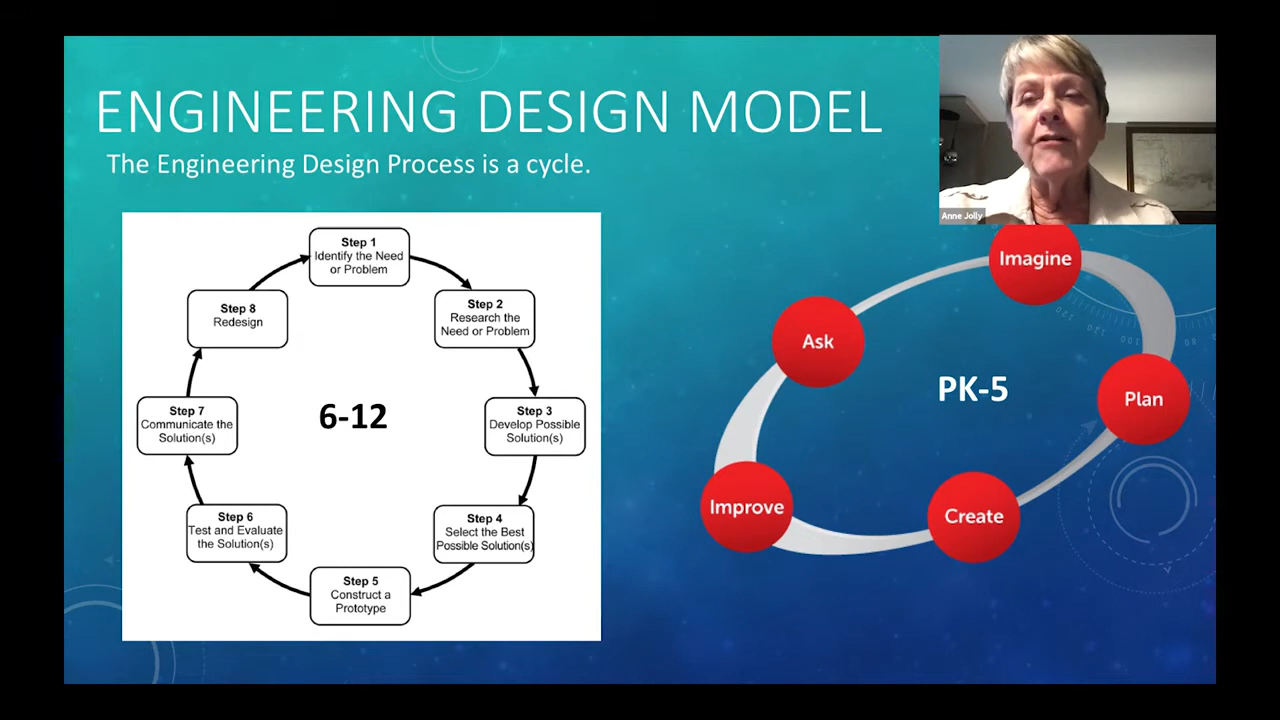 ENGINEERING DESIGN MODEL
The Engineering Design Process is a cycle.
Anne Jolly
Step 1
Identify the Need
or Problem
Step 2
Research the
Need or Problem
Step 3
Develop Possible
Solution(s)
Step 4
Select the Best
Possible Solution(s)
Step 5
Construct a
Prototype
Step 6
Test and Evaluate
the Solution(s)
Step 7
Communicate the
Solution(s)
Step 8
Redesign
6-12
Imagine
Plan
Create
Improve
Ask
PK-5